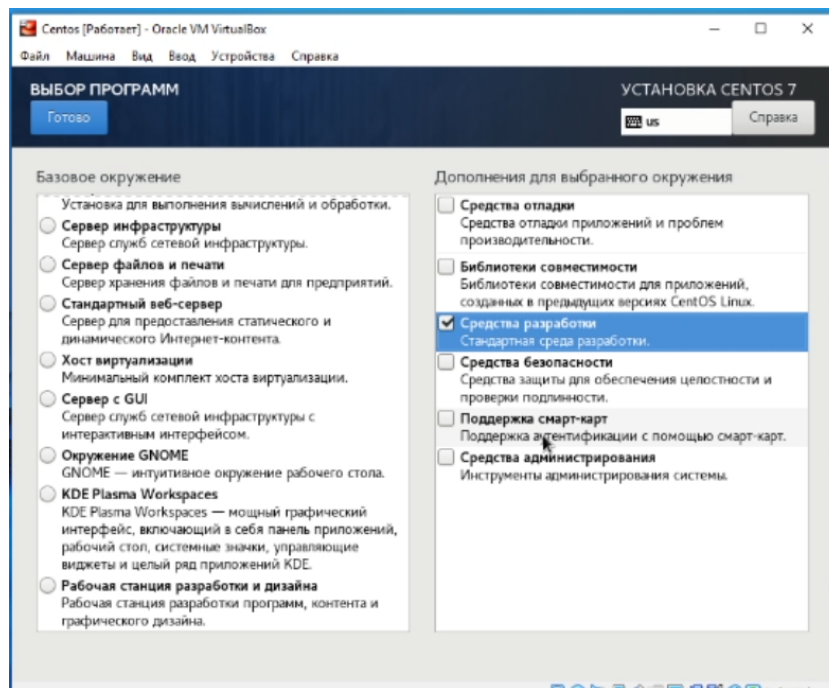 Centos [Работает] - Oracle VM VirtualBox
Файл Машина Вид Ввод Устройства Справка
ВЫБОР ПРОГРАММ
УСТАНОВКА CENTOS 7
Готово
us
Справка
Базовое окружение
Установка для выполнения вычислений и обработки.
Сервер инфраструктуры
Сервер служб сетевой инфраструктуры.
Сервер файлов и печати
Сервер хранения файлов и печати для предприятий.
Стандартный веб-сервер
Сервер для предоставления статического и
динамического Интернет-контента.
Хост виртуализации
Минимальный комплект хоста виртуализации.
Сервер с GUI
Сервер служб сетевой инфраструктуры с
интерактивным интерфейсом.
Окружение GNOME
GNOME — интуитивное окружение рабочего стола.
KDE Plasma Workspaces
KDE Plasma Workspaces — мощный графический
интерфейс, включающий в себя панель приложений,
рабочий стол, системные значки, управляющие
виджеты и целый ряд приложений KDE.
Рабочая станция разработки и дизайна
Рабочая станция разработки программ, контента и
графического дизайна.
Дополнения для выбранного окружения
Средства отладки
Средства отладки приложений и проблем
производительности.
Библиотеки совместимости
Библиотеки совместимости для приложений,
созданных в предыдущих версиях CentOS Linux.
Средства разработки
Стандартная среда разработки.
Средства безопасности
Средства защиты для обеспечения целостности и
проверки подлинности.
Поддержка смарт-карт
Поддержка аутентификации с помощью смарт-карт.
Средства администрирования
Инструменты администрирования системы.